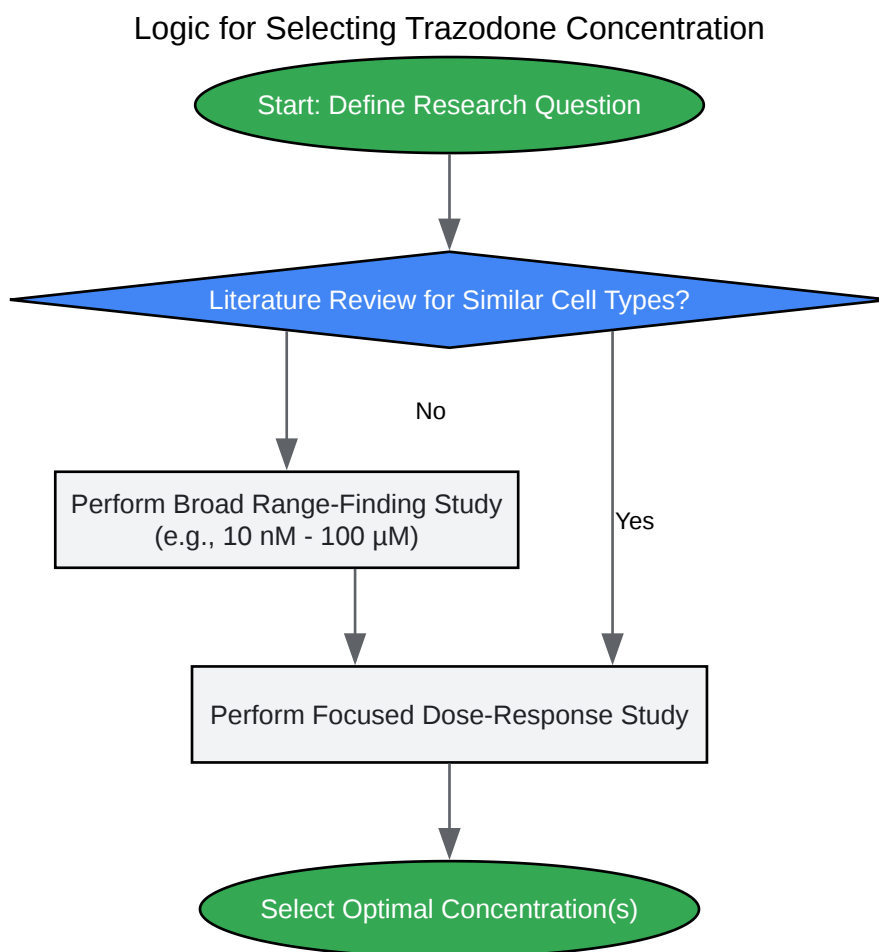 Logic for Selecting Trazodone Concentration
Start: Define Research Question
Literature Review for Similar Cell Types?
No
Perform Broad Range-Finding Study
(e.g., 10 nM - 100 µM)
Yes
Perform Focused Dose-Response Study
Select Optimal Concentration(s)